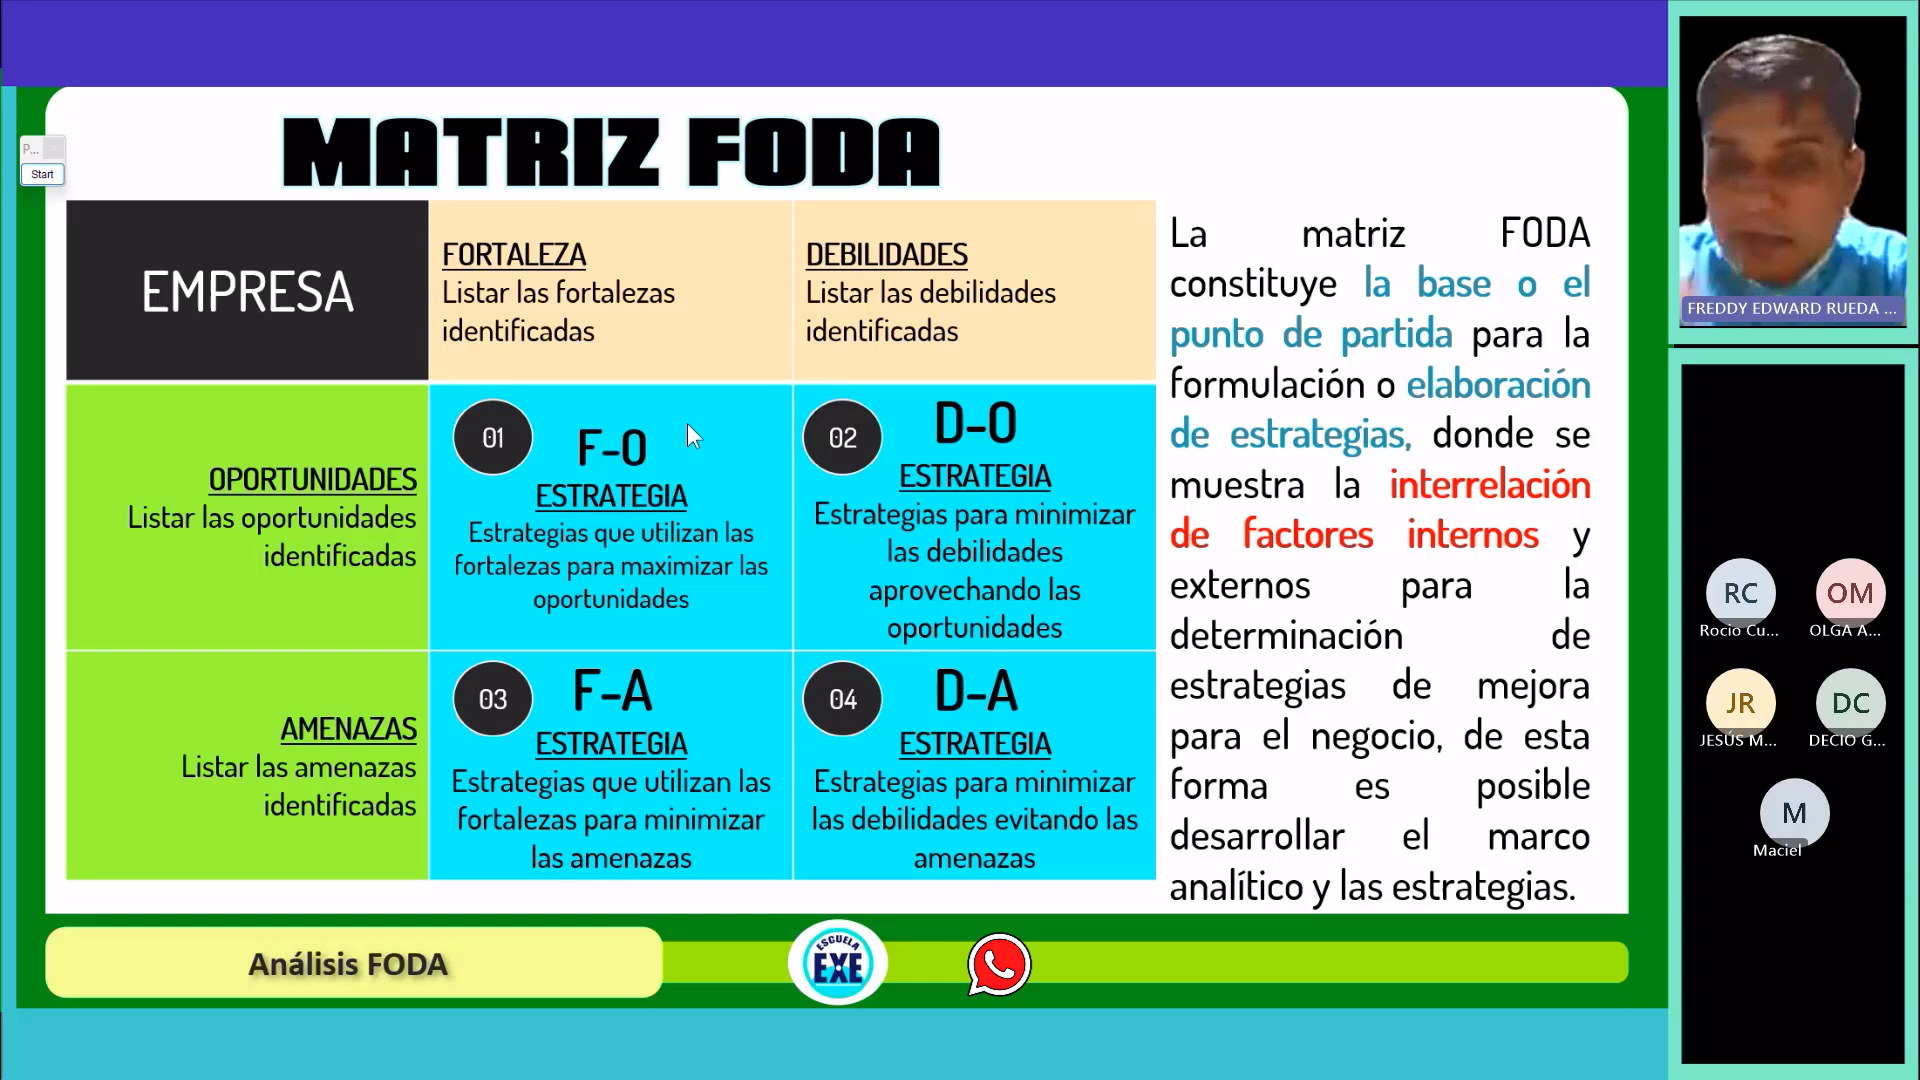 MATRIZ FODA
P...
Start
EMPRESA
FORTALEZA
Listar las fortalezas
identificadas
DEBILIDADES
Listar las debilidades
identificadas
OPORTUNIDADES
Listar las oportunidades
identificadas
01
F-O
ESTRATEGIA
Estrategias que utilizan las
fortalezas para maximizar las
oportunidades
02
D-O
ESTRATEGIA
Estrategias para minimizar
las debilidades
aprovechando las
oportunidades
AMENAZAS
Listar las amenazas
identificadas
03
F-A
ESTRATEGIA
Estrategias que utilizan las
fortalezas para minimizar
las amenazas
04
D-A
ESTRATEGIA
Estrategias para minimizar
las debilidades evitando las
amenazas
La matriz FODA
constituye la base o el
punto de partida para la
formulación o elaboración
de estrategias, donde se
muestra la interrelación
de factores internos y
externos para la
determinación de
estrategias de mejora
para el negocio, de esta
forma es posible
desarrollar el marco
analítico y las estrategias.
Análisis FODA
ESCUELA
EXE
FREDDY EDWARD RUEDA ...
RC
Rocio Cu...
OM
OLGA A...
JR
JESÚS M...
DC
DECIO G...
M
Maciel